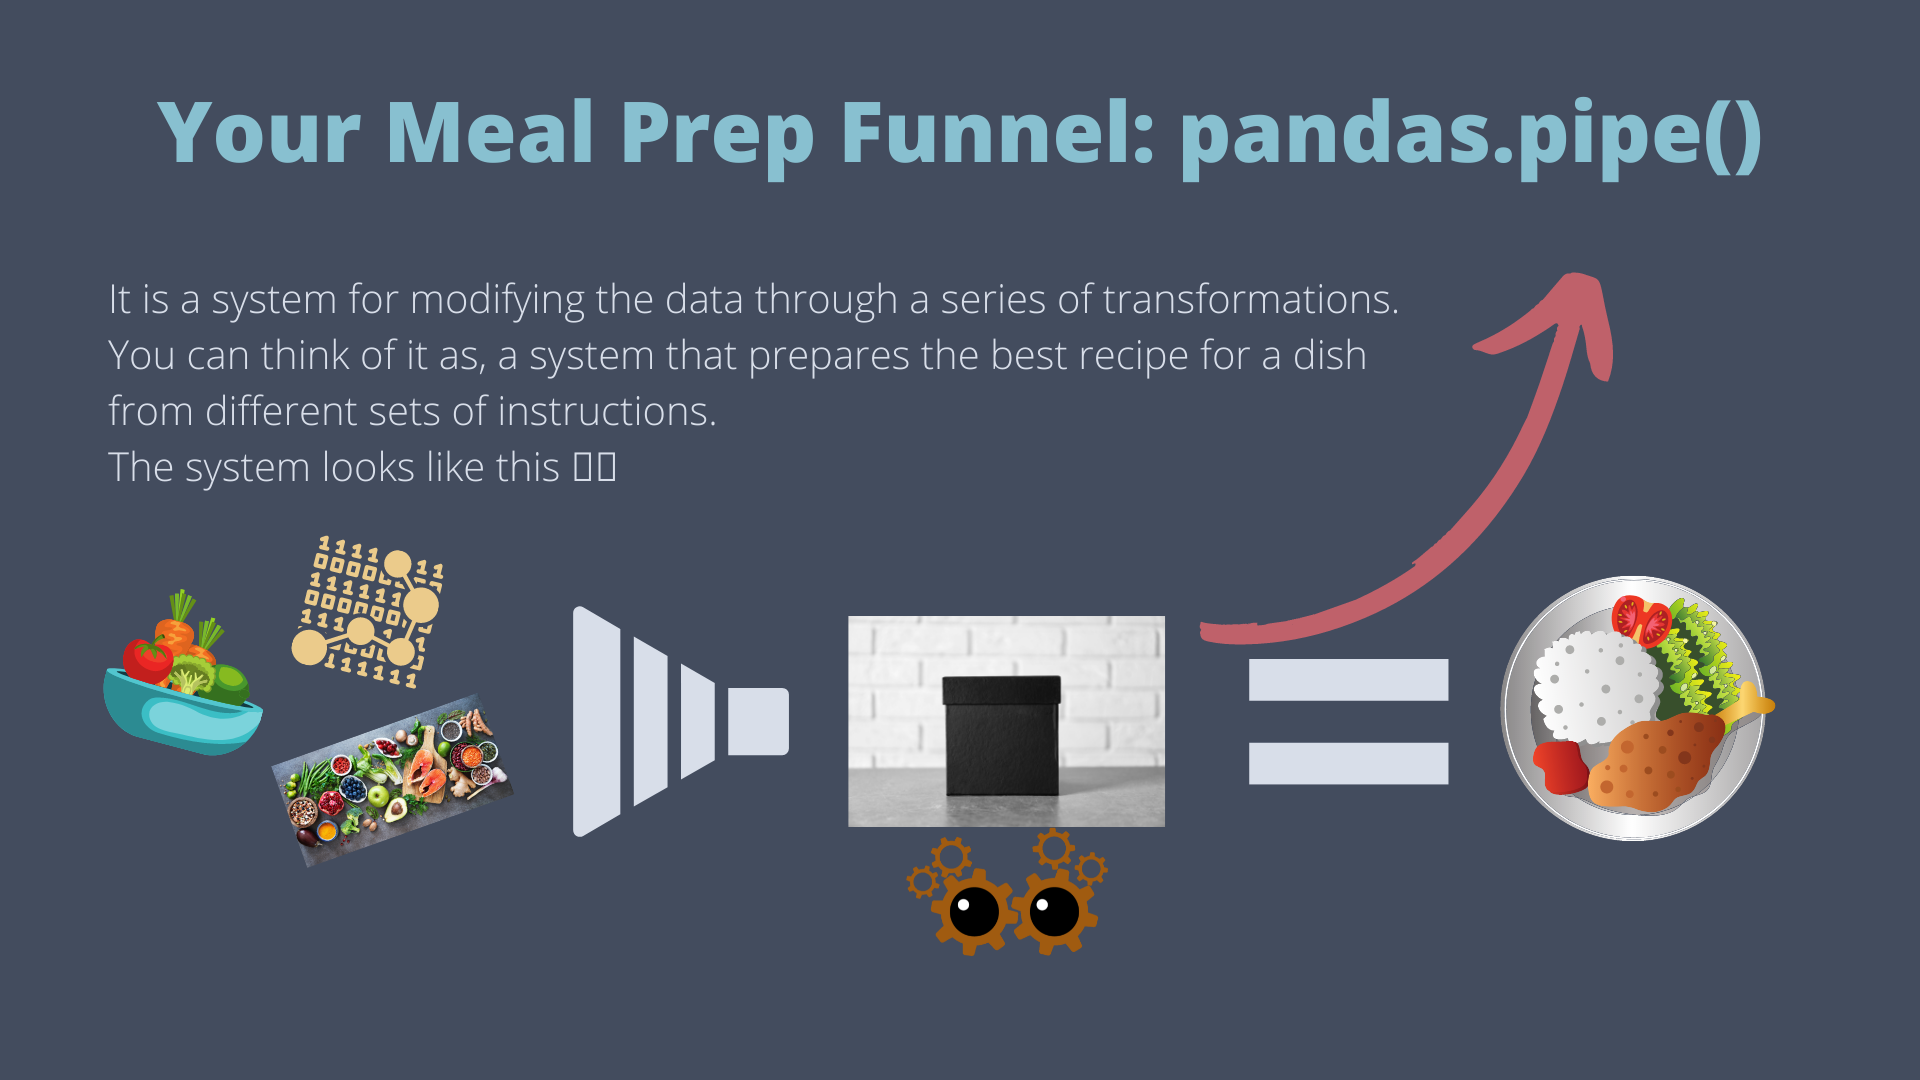 Your Meal Prep Funnel: pandas.pipe()
It is a system for modifying the data through a series of transformations.
You can think of it as, a system that prepares the best recipe for a dish
from different sets of instructions.
The system looks like this